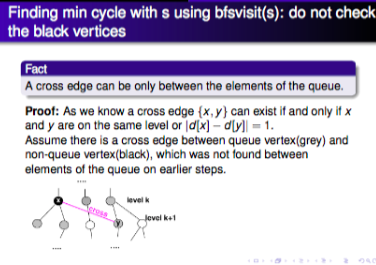 Finding min cycle with s using bfsvisit(s): do not check
the black vertices
Fact
A cross edge can be only between the elements of the queue.
Proof: As we know a cross edge {x, y} can exist if and only if x
and y are on the same level or |d[x] – d[y]| = 1.
Assume there is a cross edge between queue vertex(grey) and
non-queue vertex(black), which was not found between
elements of the queue on earlier steps.
....
x
level k
cross
y
level k+1
....
....